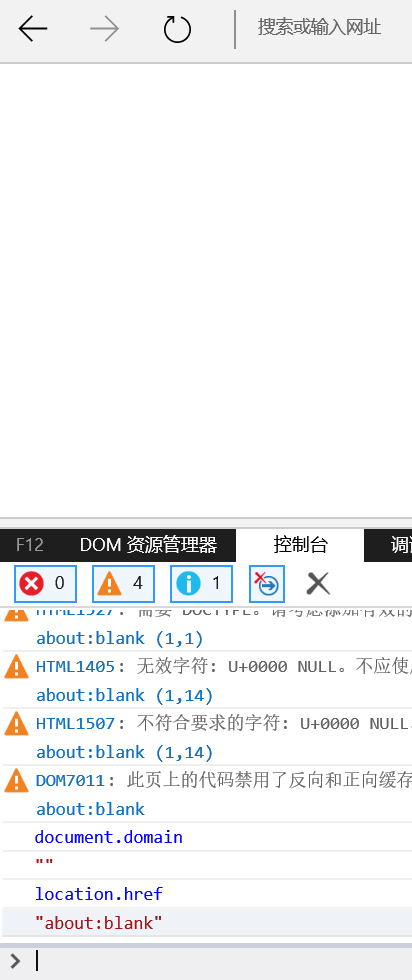 搜索或输入网址
F12 DOM 资源管理器 控制台 调
0 4 1
HTML1527: 需要 DOCTYPE。请考虑添加有效的
about:blank (1,1)
HTML1405: 无效字符: U+0000 NULL。不应使
about:blank (1,14)
HTML1507: 不符合要求的字符: U+0000 NULL
about:blank (1,14)
DOM7011: 此页上的代码禁用了反向和正向缓存
about:blank
document.domain
""
location.href
"about:blank"